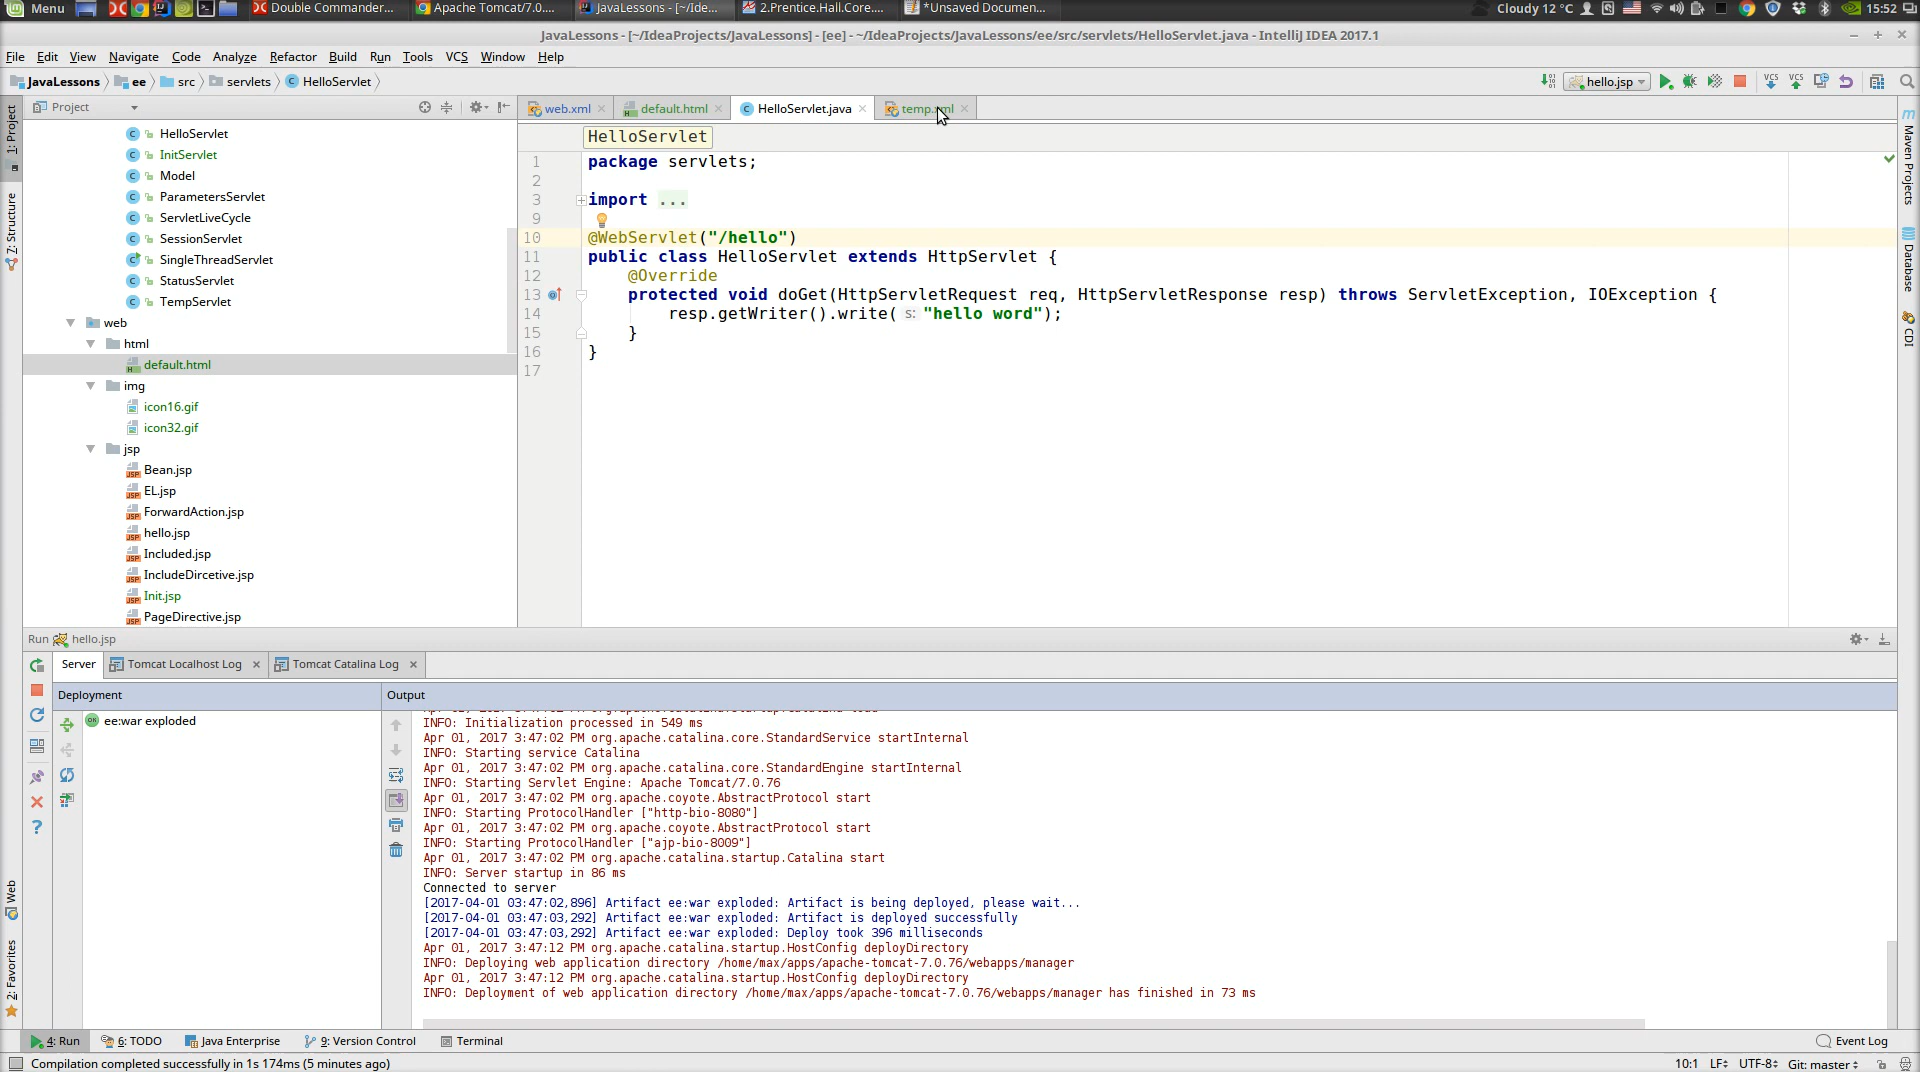 Menu
Double Commander...
Apache Tomcat/7.0....
JavaLessons - [~/Ide...
2.Prentice.Hall.Core....
*Unsaved Documen...
Cloudy 12 °C
15:52
JavaLessons - [~/IdeaProjects/JavaLessons] - [ee] - ~/IdeaProjects/JavaLessons/ee/src/servlets/HelloServlet.java - IntelliJ IDEA 2017.1
File Edit View Navigate Code Analyze Refactor Build Run Tools VCS Window Help
JavaLessons ee src servlets HelloServlet
hello.jsp
VCS VCS
Project
web.xml default.html HelloServlet.java temp.xml
1: Project
7: Structure
Web
2: Favorites
Maven Projects
Database
CDI
HelloServlet
InitServlet
Model
ParametersServlet
ServletLiveCycle
SessionServlet
SingleThreadServlet
StatusServlet
TempServlet
web
html
default.html
img
icon16.gif
icon32.gif
jsp
Bean.jsp
EL.jsp
ForwardAction.jsp
hello.jsp
Included.jsp
IncludeDircetive.jsp
Init.jsp
PageDirective.jsp
HelloServlet
1 package servlets;
2
3 import ...
9
10 @WebServlet("/hello")
11 public class HelloServlet extends HttpServlet {
12 @Override
13 protected void doGet(HttpServletRequest req, HttpServletResponse resp) throws ServletException, IOException {
14 resp.getWriter().write( s: "hello word");
15 }
16 }
17
Run hello.jsp
Server Tomcat Localhost Log Tomcat Catalina Log
Deployment
Output
ee:war exploded
INFO: Initialization processed in 549 ms
Apr 01, 2017 3:47:02 PM org.apache.catalina.core.StandardService startInternal
INFO: Starting service Catalina
Apr 01, 2017 3:47:02 PM org.apache.catalina.core.StandardEngine startInternal
INFO: Starting Servlet Engine: Apache Tomcat/7.0.76
Apr 01, 2017 3:47:02 PM org.apache.coyote.AbstractProtocol start
INFO: Starting ProtocolHandler ["http-bio-8080"]
Apr 01, 2017 3:47:02 PM org.apache.coyote.AbstractProtocol start
INFO: Starting ProtocolHandler ["ajp-bio-8009"]
Apr 01, 2017 3:47:02 PM org.apache.catalina.startup.Catalina start
INFO: Server startup in 86 ms
Connected to server
[2017-04-01 03:47:02,896] Artifact ee:war exploded: Artifact is being deployed, please wait...
[2017-04-01 03:47:03,292] Artifact ee:war exploded: Artifact is deployed successfully
[2017-04-01 03:47:03,292] Artifact ee:war exploded: Deploy took 396 milliseconds
Apr 01, 2017 3:47:12 PM org.apache.catalina.startup.HostConfig deployDirectory
INFO: Deploying web application directory /home/max/apps/apache-tomcat-7.0.76/webapps/manager
Apr 01, 2017 3:47:12 PM org.apache.catalina.startup.HostConfig deployDirectory
INFO: Deployment of web application directory /home/max/apps/apache-tomcat-7.0.76/webapps/manager has finished in 73 ms
4: Run 6: TODO Java Enterprise 9: Version Control Terminal Event Log
Compilation completed successfully in 1s 174ms (5 minutes ago)
10:1 LF÷ UTF-8÷ Git: master÷